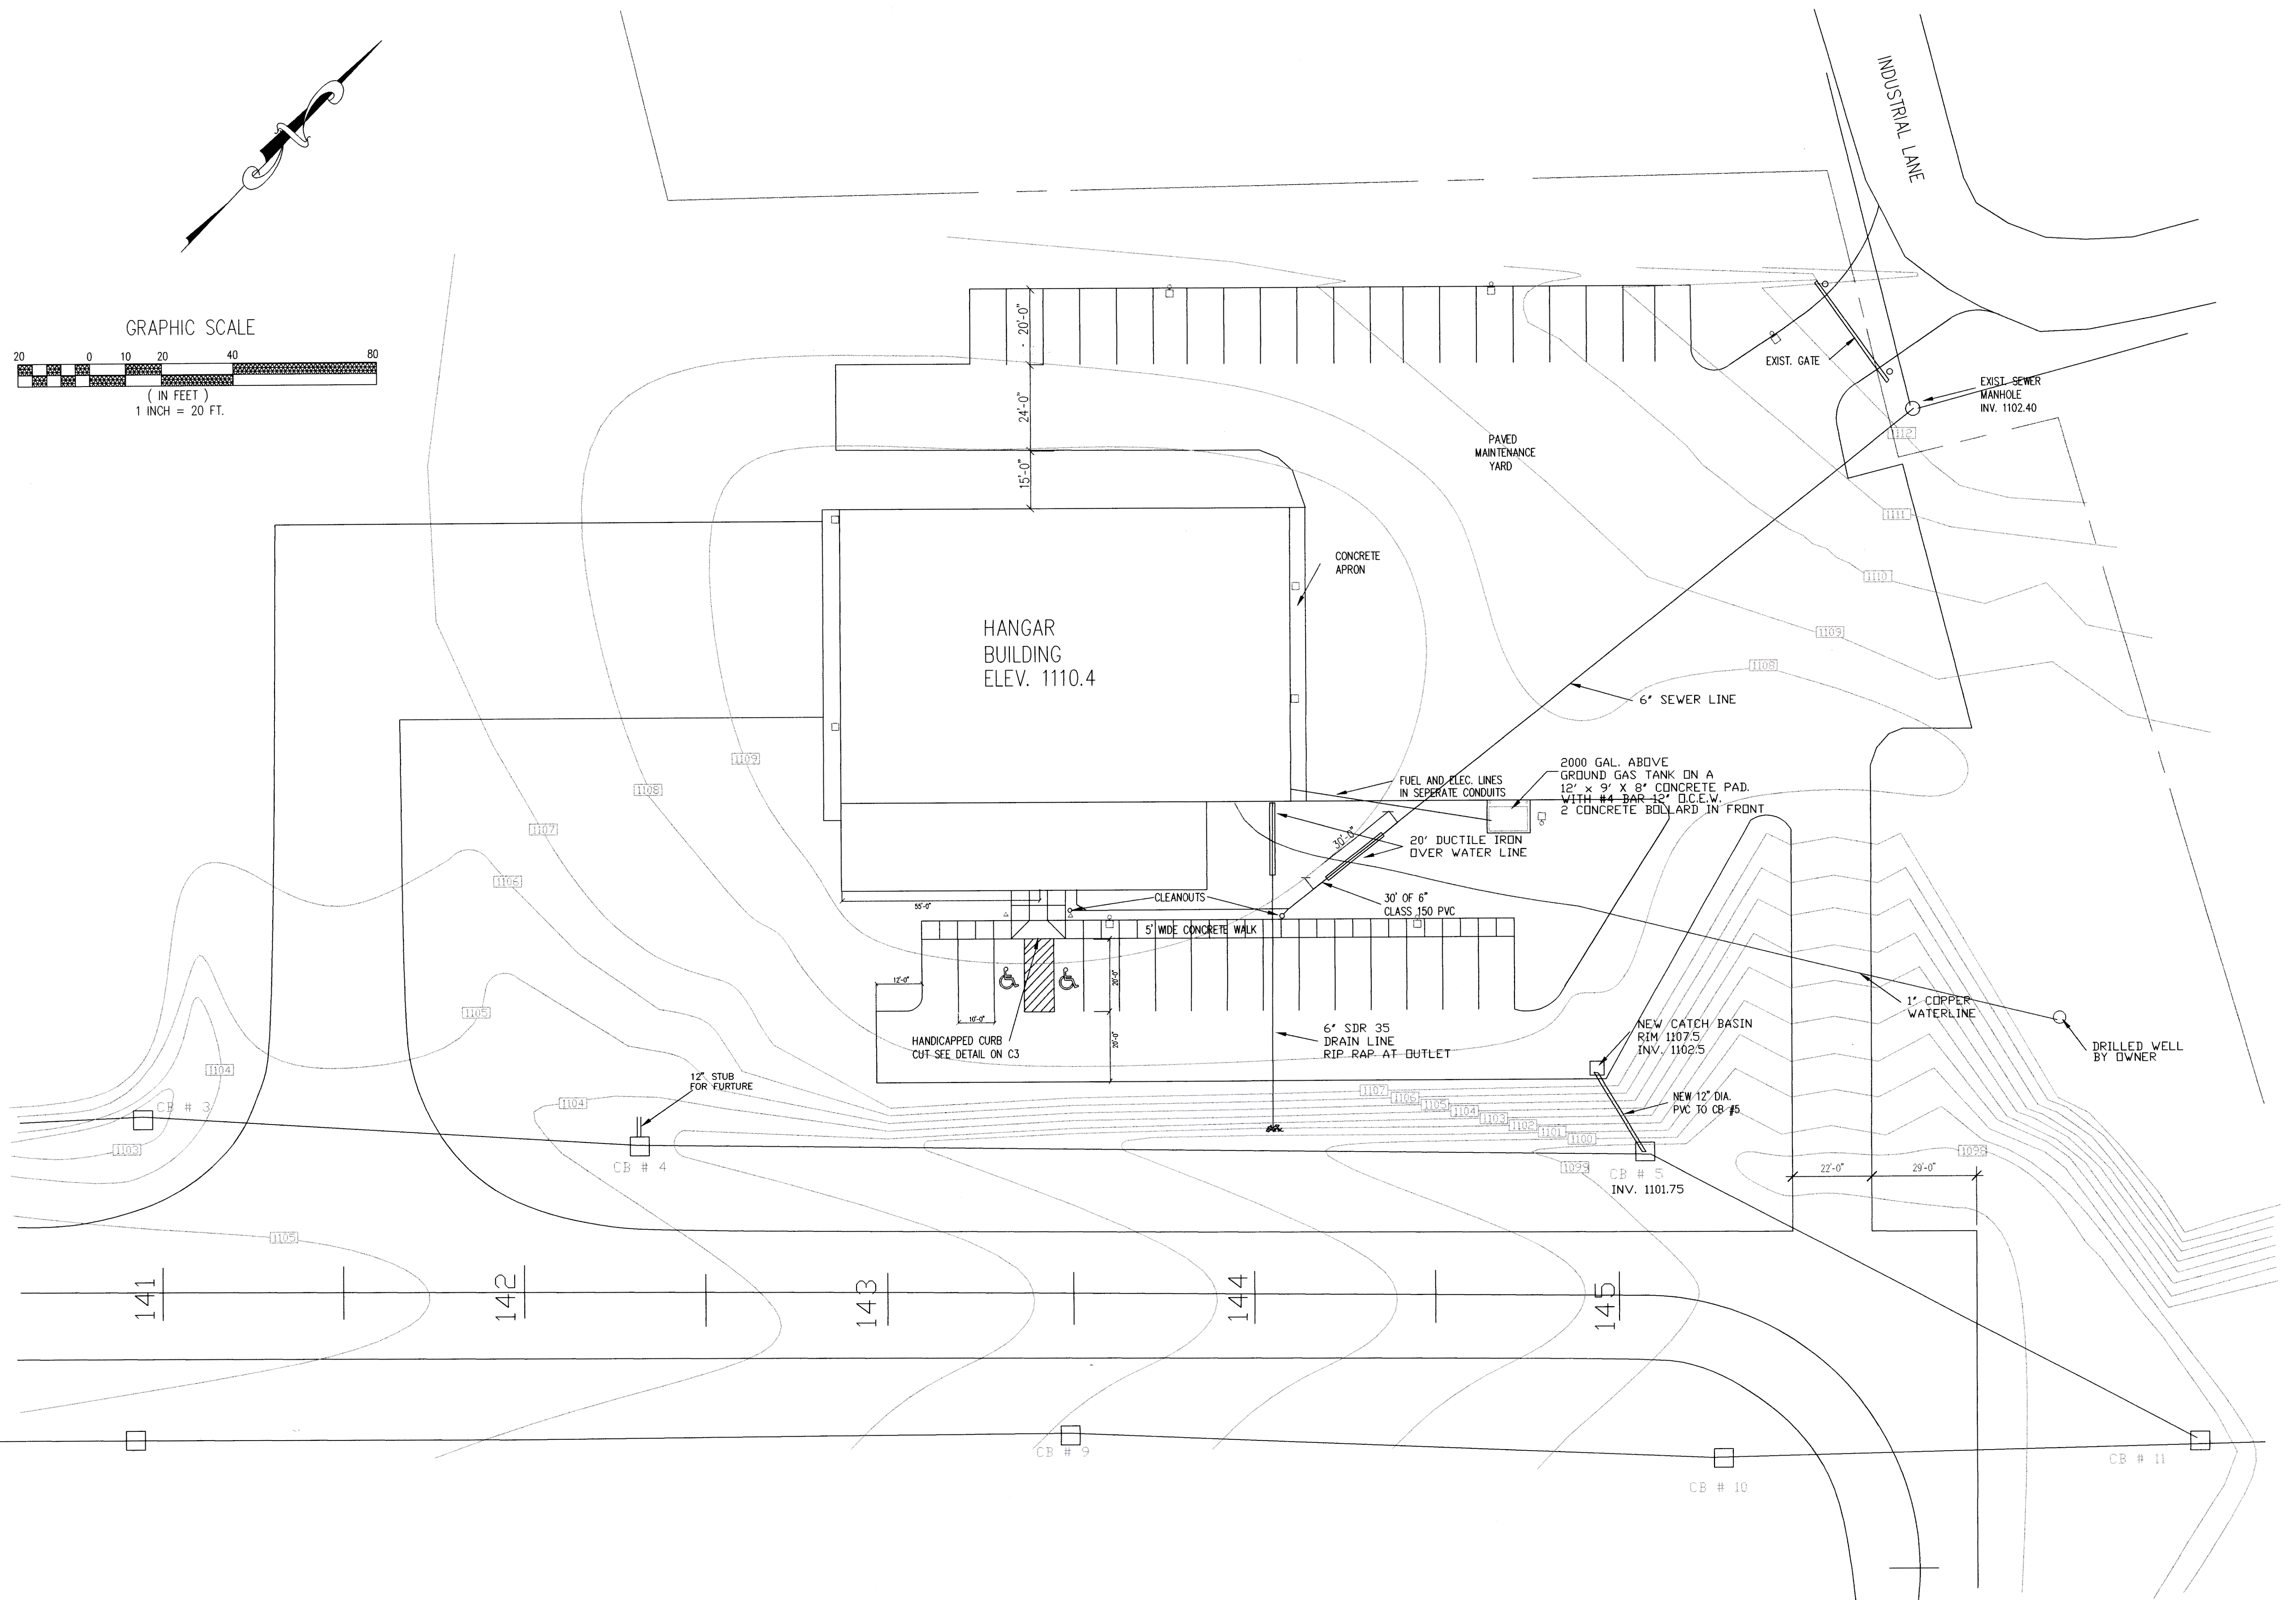 INDUSTRIAL LANE
GRAPHIC SCALE
20 0 10 20 40 80
( IN FEET )
1 INCH = 20 FT.
20'-0"
24'-0"
15'-0"
EXIST. GATE
EXIST. SEWER
MANHOLE
INV. 1102.40
1112
PAVED
MAINTENANCE
YARD
1111
CONCRETE
APRON
1110
HANGAR
BUILDING
ELEV. 1110.4
1109
1108
6" SEWER LINE
1109
1108
FUEL AND ELEC. LINES
IN SEPERATE CONDUITS
2000 GAL. ABOVE
GROUND GAS TANK ON A
12' x 9' X 8" CONCRETE PAD.
WITH #4 BAR 12" O.C.E.W.
2 CONCRETE BOLLARD IN FRONT
1107
30'-0"
20' DUCTILE IRON
OVER WATER LINE
1106
55'-0"
CLEANOUTS
30' OF 6"
CLASS 150 PVC
5' WIDE CONCRETE WALK
12'-0"
20'-0"
10'-0"
20'-0"
1105
HANDICAPPED CURB
CUT SEE DETAIL ON C3
6" SDR 35
DRAIN LINE
RIP RAP AT OUTLET
NEW CATCH BASIN
RIM 1107.5
INV. 1102.5
1" COPPER
WATERLINE
DRILLED WELL
BY OWNER
1104
12" STUB
FOR FURTURE
NEW 12" DIA.
PVC TO CB #5
CB # 3
1104
1107
1106
1105
1104
1103
1102
1101
1100
1099
1103
CB # 4
CB # 5
INV. 1101.75
1098
22'-0"
29'-0"
1105
141
142
143
144
145
CB # 9
CB # 10
CB # 11